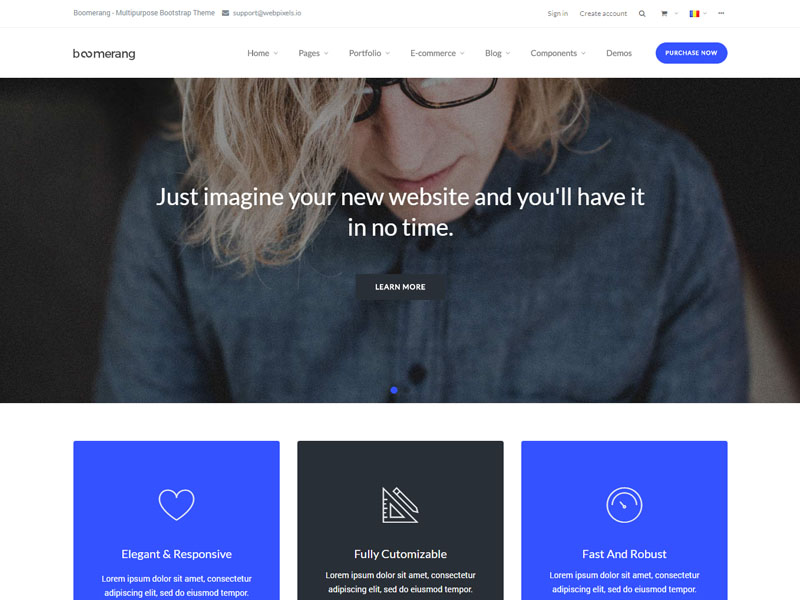 Boomerang - Multipurpose Bootstrap Theme support@webpixels.io Sign in Create account
boomerang Home Pages Portfolio E-commerce Blog Components Demos PURCHASE NOW
Just imagine your new website and you'll have it
in no time.
LEARN MORE
Elegant & Responsive
Lorem ipsum dolor sit amet, consectetur
adipiscing elit, sed do eiusmod tempor.
Fully Cutomizable
Lorem ipsum dolor sit amet, consectetur
adipiscing elit, sed do eiusmod tempor.
Fast And Robust
Lorem ipsum dolor sit amet, consectetur
adipiscing elit, sed do eiusmod tempor.